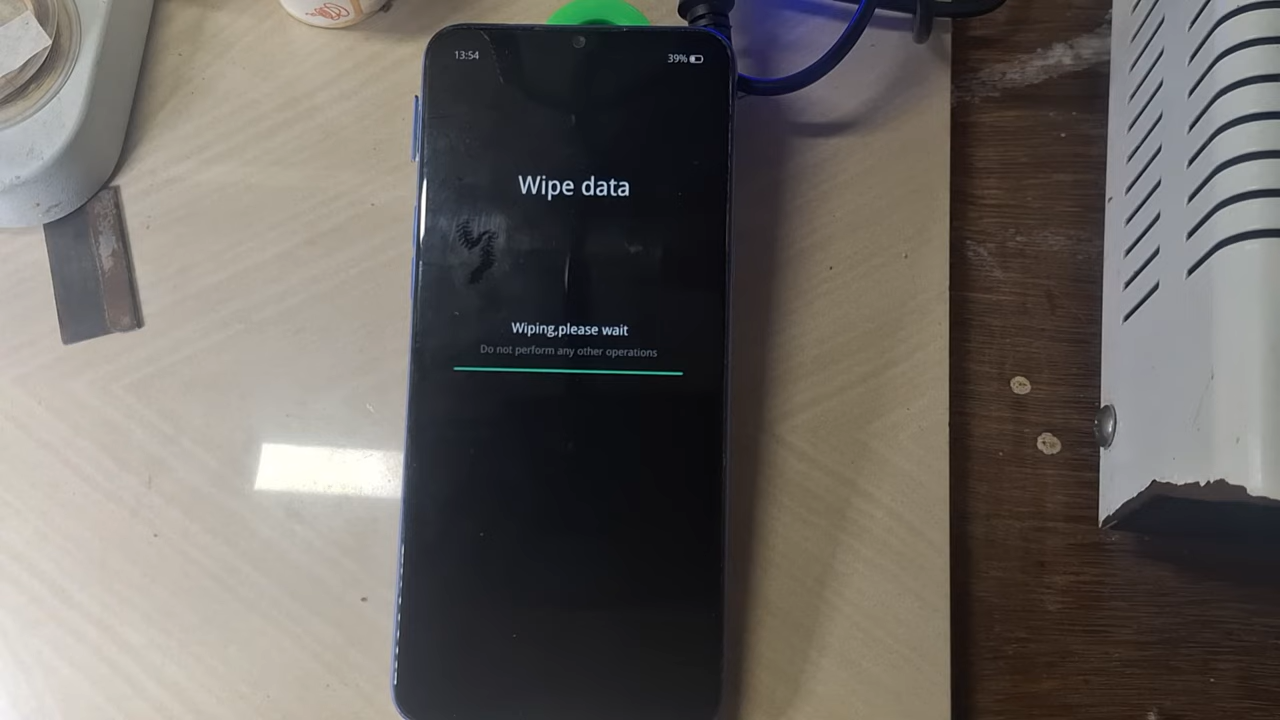 13:54
39%
Wipe data
Wiping,please wait
Do not perform any other operations